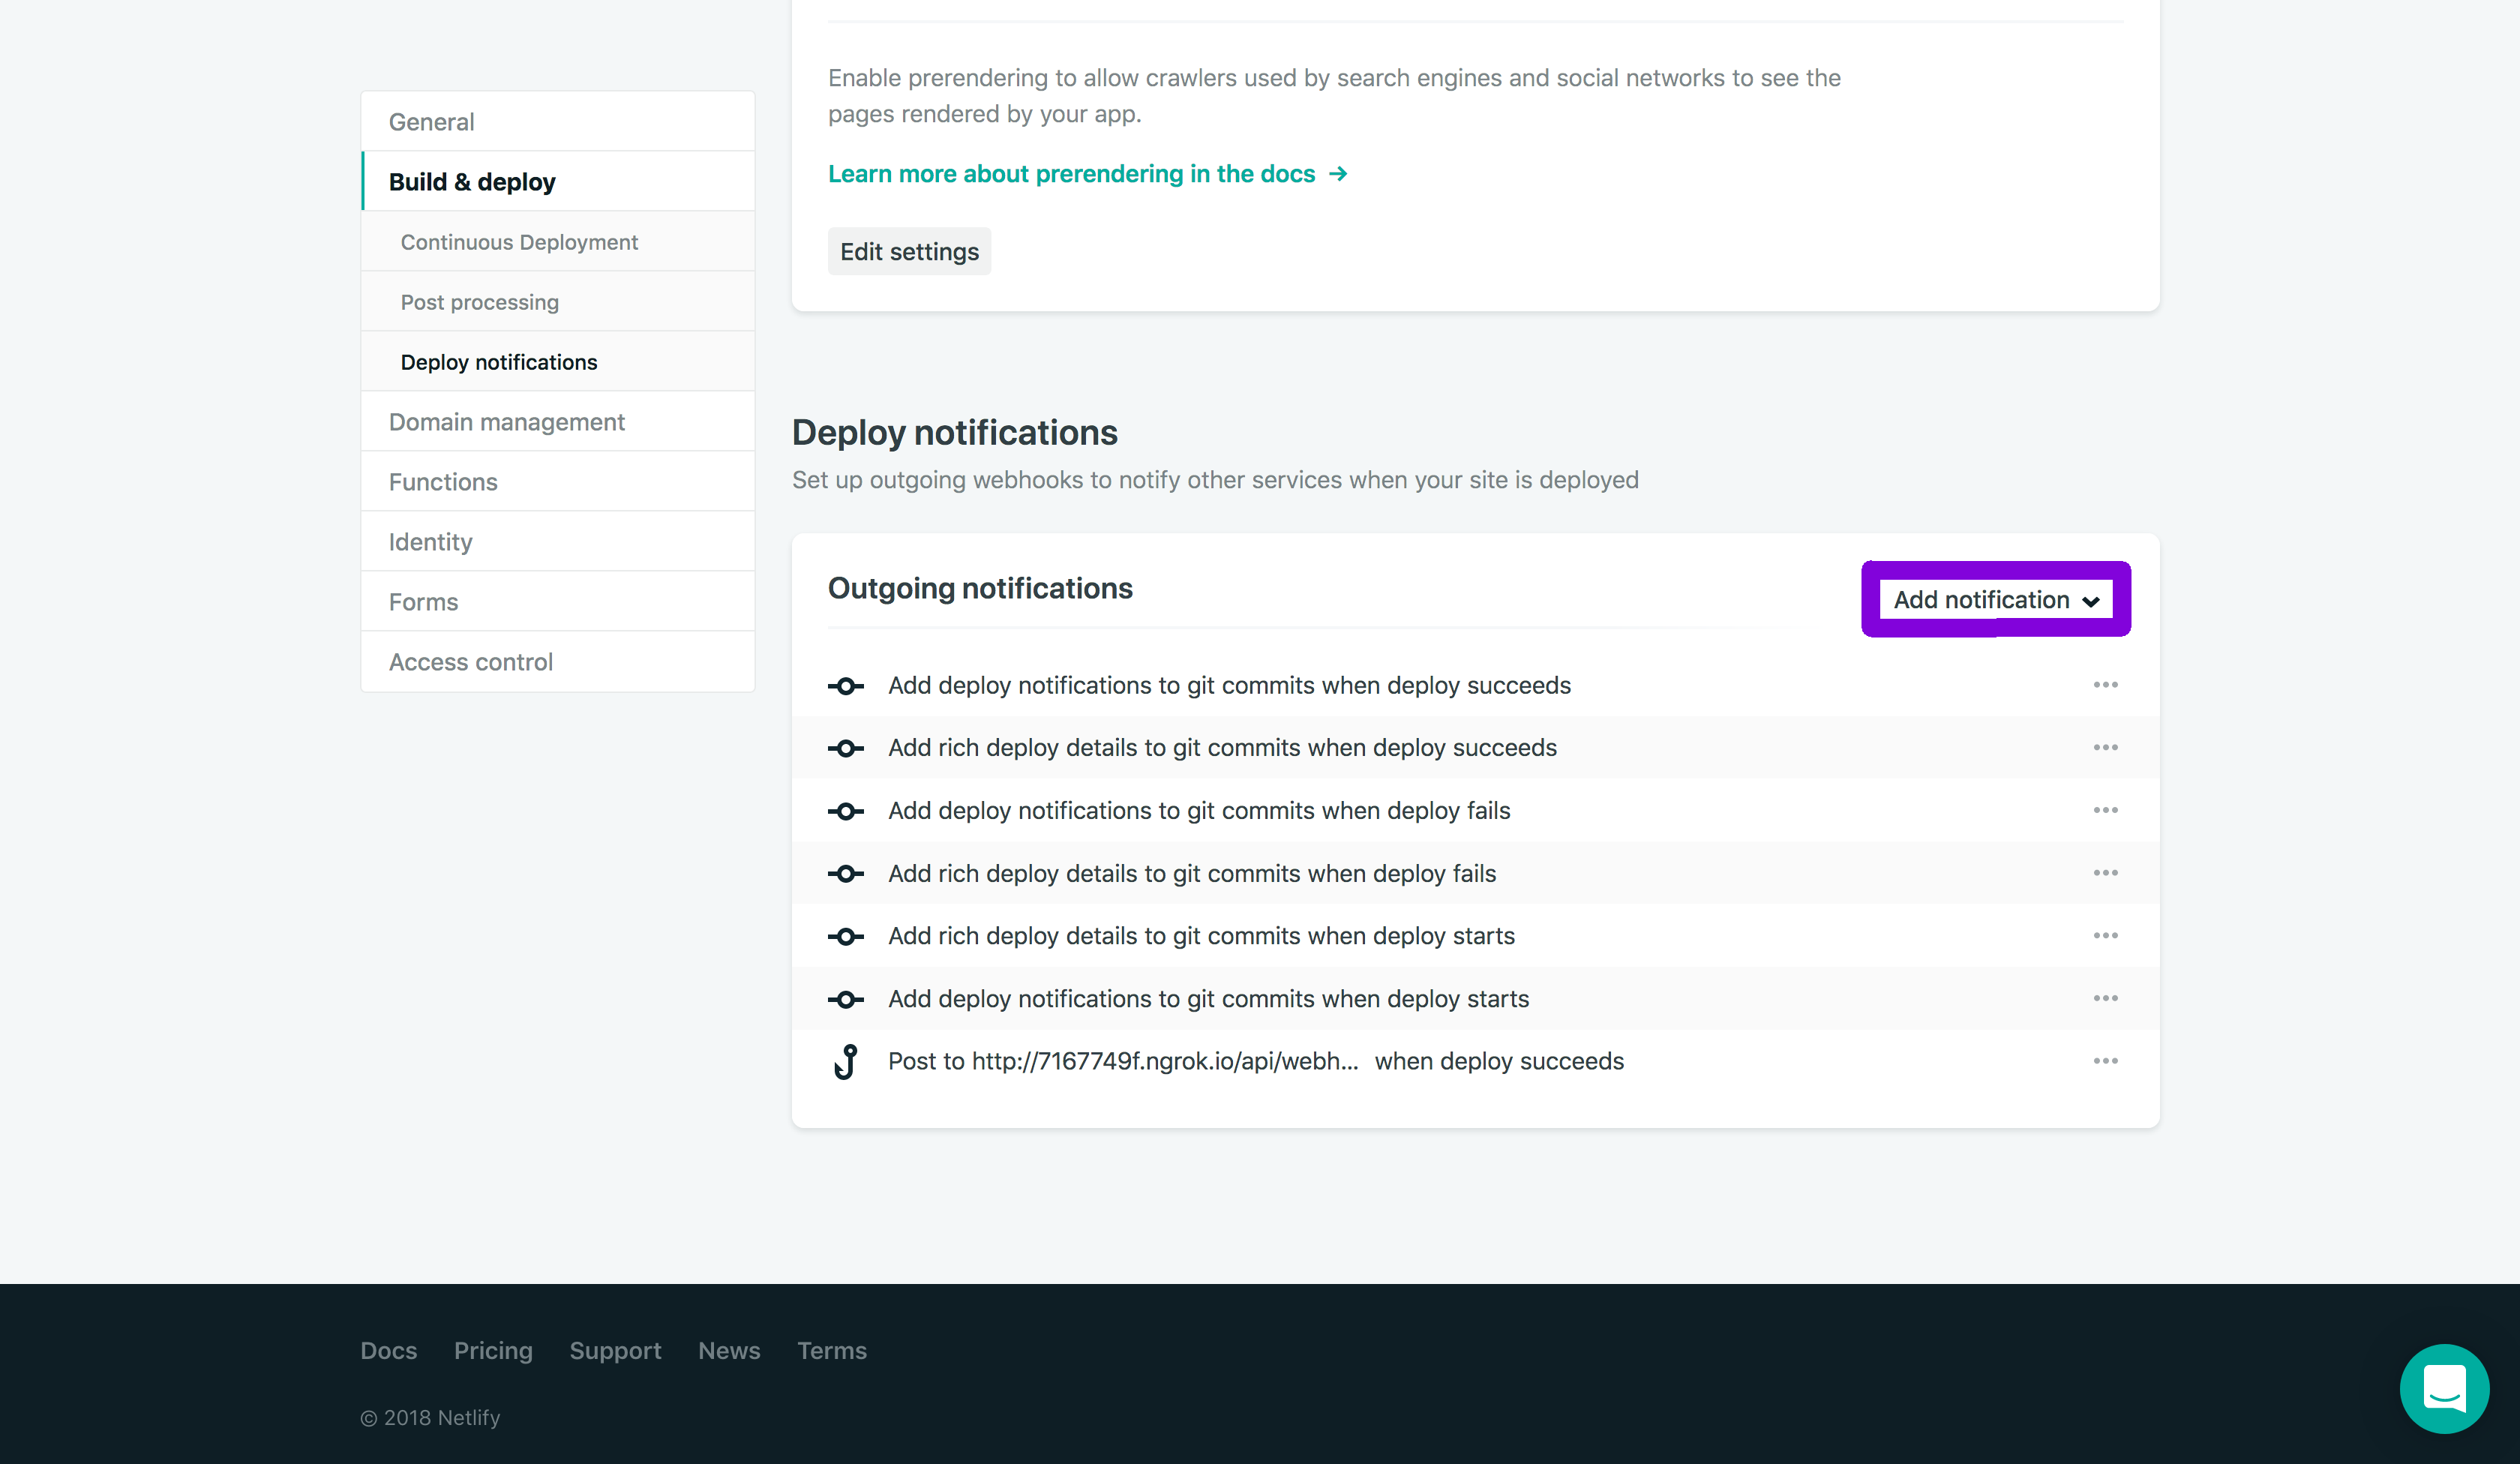 General
Build & deploy
Continuous Deployment
Post processing
Deploy notifications
Domain management
Functions
Identity
Forms
Access control
Enable prerendering to allow crawlers used by search engines and social networks to see the
pages rendered by your app.
Learn more about prerendering in the docs →
Edit settings
Deploy notifications
Set up outgoing webhooks to notify other services when your site is deployed
Outgoing notifications
Add notification
Add deploy notifications to git commits when deploy succeeds
Add rich deploy details to git commits when deploy succeeds
Add deploy notifications to git commits when deploy fails
Add rich deploy details to git commits when deploy fails
Add rich deploy details to git commits when deploy starts
Add deploy notifications to git commits when deploy starts
Post to http://7167749f.ngrok.io/api/webh... when deploy succeeds
Docs Pricing Support News Terms
© 2018 Netlify